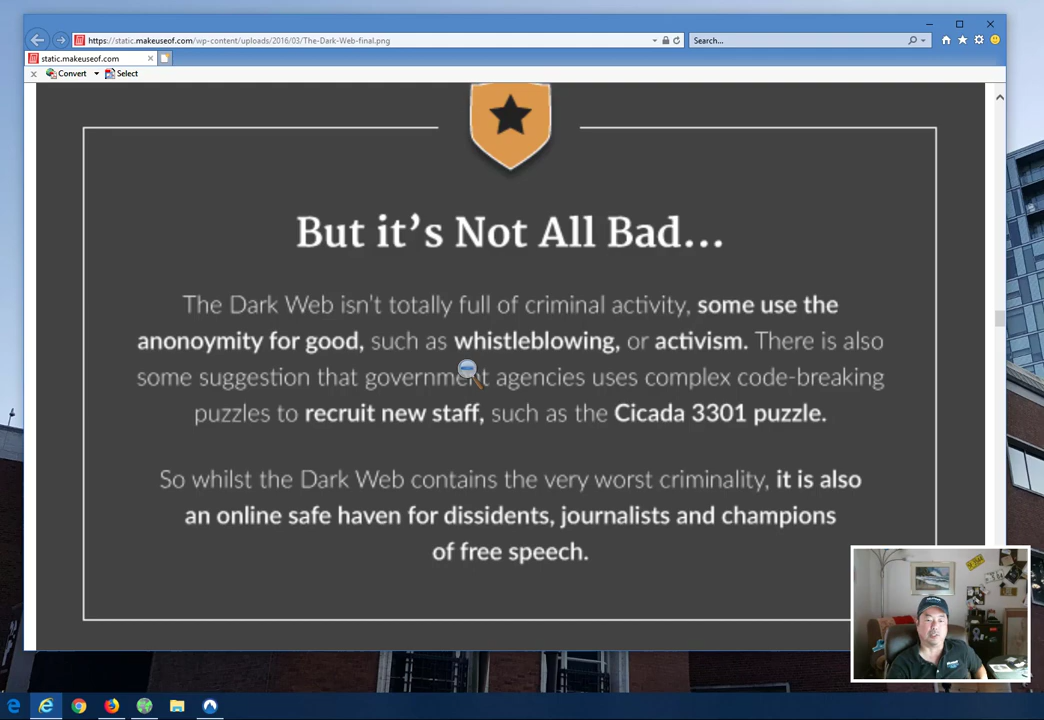 https://static.makeuseof.com/wp-content/uploads/2016/03/The-Dark-Web-final.png
Search...
static.makeuseof.com
x Convert Select
But it's Not All Bad...
The Dark Web isn't totally full of criminal activity, some use the
anonoymity for good, such as whistleblowing, or activism. There is also
some suggestion that government agencies uses complex code-breaking
puzzles to recruit new staff, such as the Cicada 3301 puzzle.
So whilst the Dark Web contains the very worst criminality, it is also
an online safe haven for dissidents, journalists and champions
of free speech.